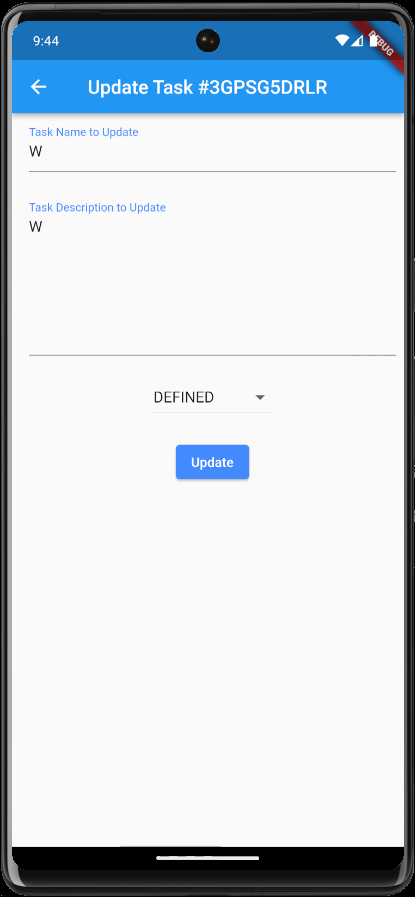 9:44
DEBUG
Update Task #3GPSG5DRLR
Task Name to Update
W
Task Description to Update
W
DEFINED
Update